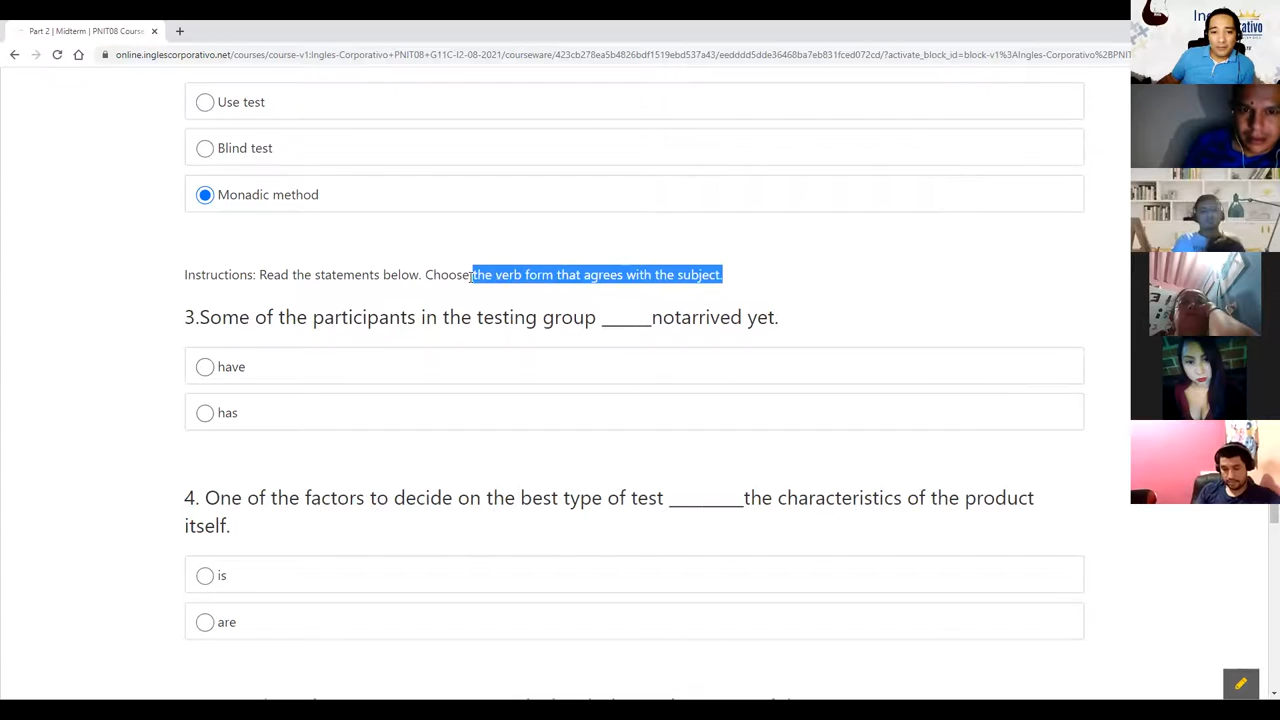 Part 2 | Midterm | PNIT08 Course
online.inglescorporativo.net/courses/course-v1:Ingles-Corporativo+PNIT08+G11C-I2-08-2021/courseware/423cb278ea5b4826bdf1519ebd537a43/eedddd5dde36468ba7eb831fced072cd/?activate_block_id=block-v1%3AIngles-Corporativo%2BPNIT
Use test
Blind test
Monadic method
Instructions: Read the statements below. Choose the verb form that agrees with the subject.
3.Some of the participants in the testing group _____notarrived yet.
have
has
4. One of the factors to decide on the best type of test _______the characteristics of the product
itself.
is
are